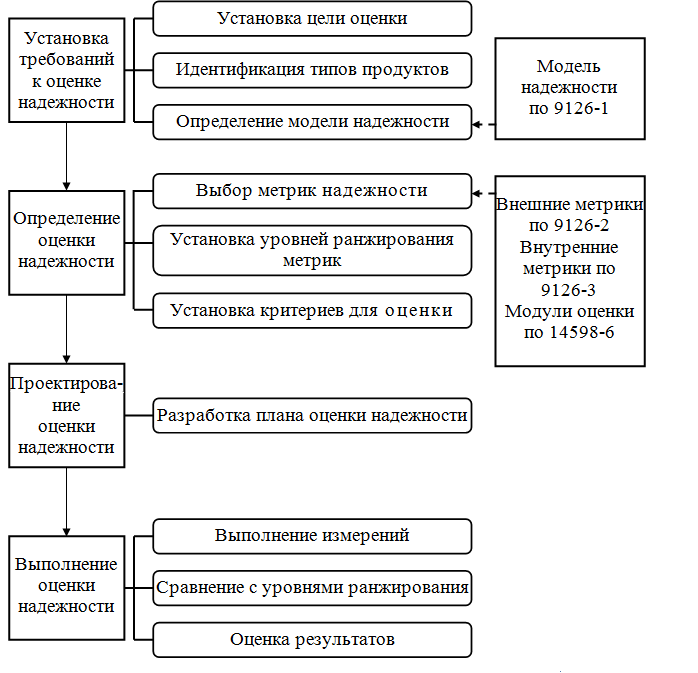 Установка
требований
к оценке
надежности
Установка цели оценки
Идентификация типов продуктов
Определение модели надежности
Модель
надежности
по 9126-1
Определение
оценки
надежности
Выбор метрик надежности
Установка уровней ранжирования
метрик
Установка критериев для оценки
Внешние метрики
по 9126-2
Внутренние
метрики по
9126-3
Модули оценки
по 14598-6
Проектирова-
ние
оценки
надежности
Разработка плана оценки надежности
Выполнение
оценки
надежности
Выполнение измерений
Сравнение с уровнями ранжирования
Оценка результатов